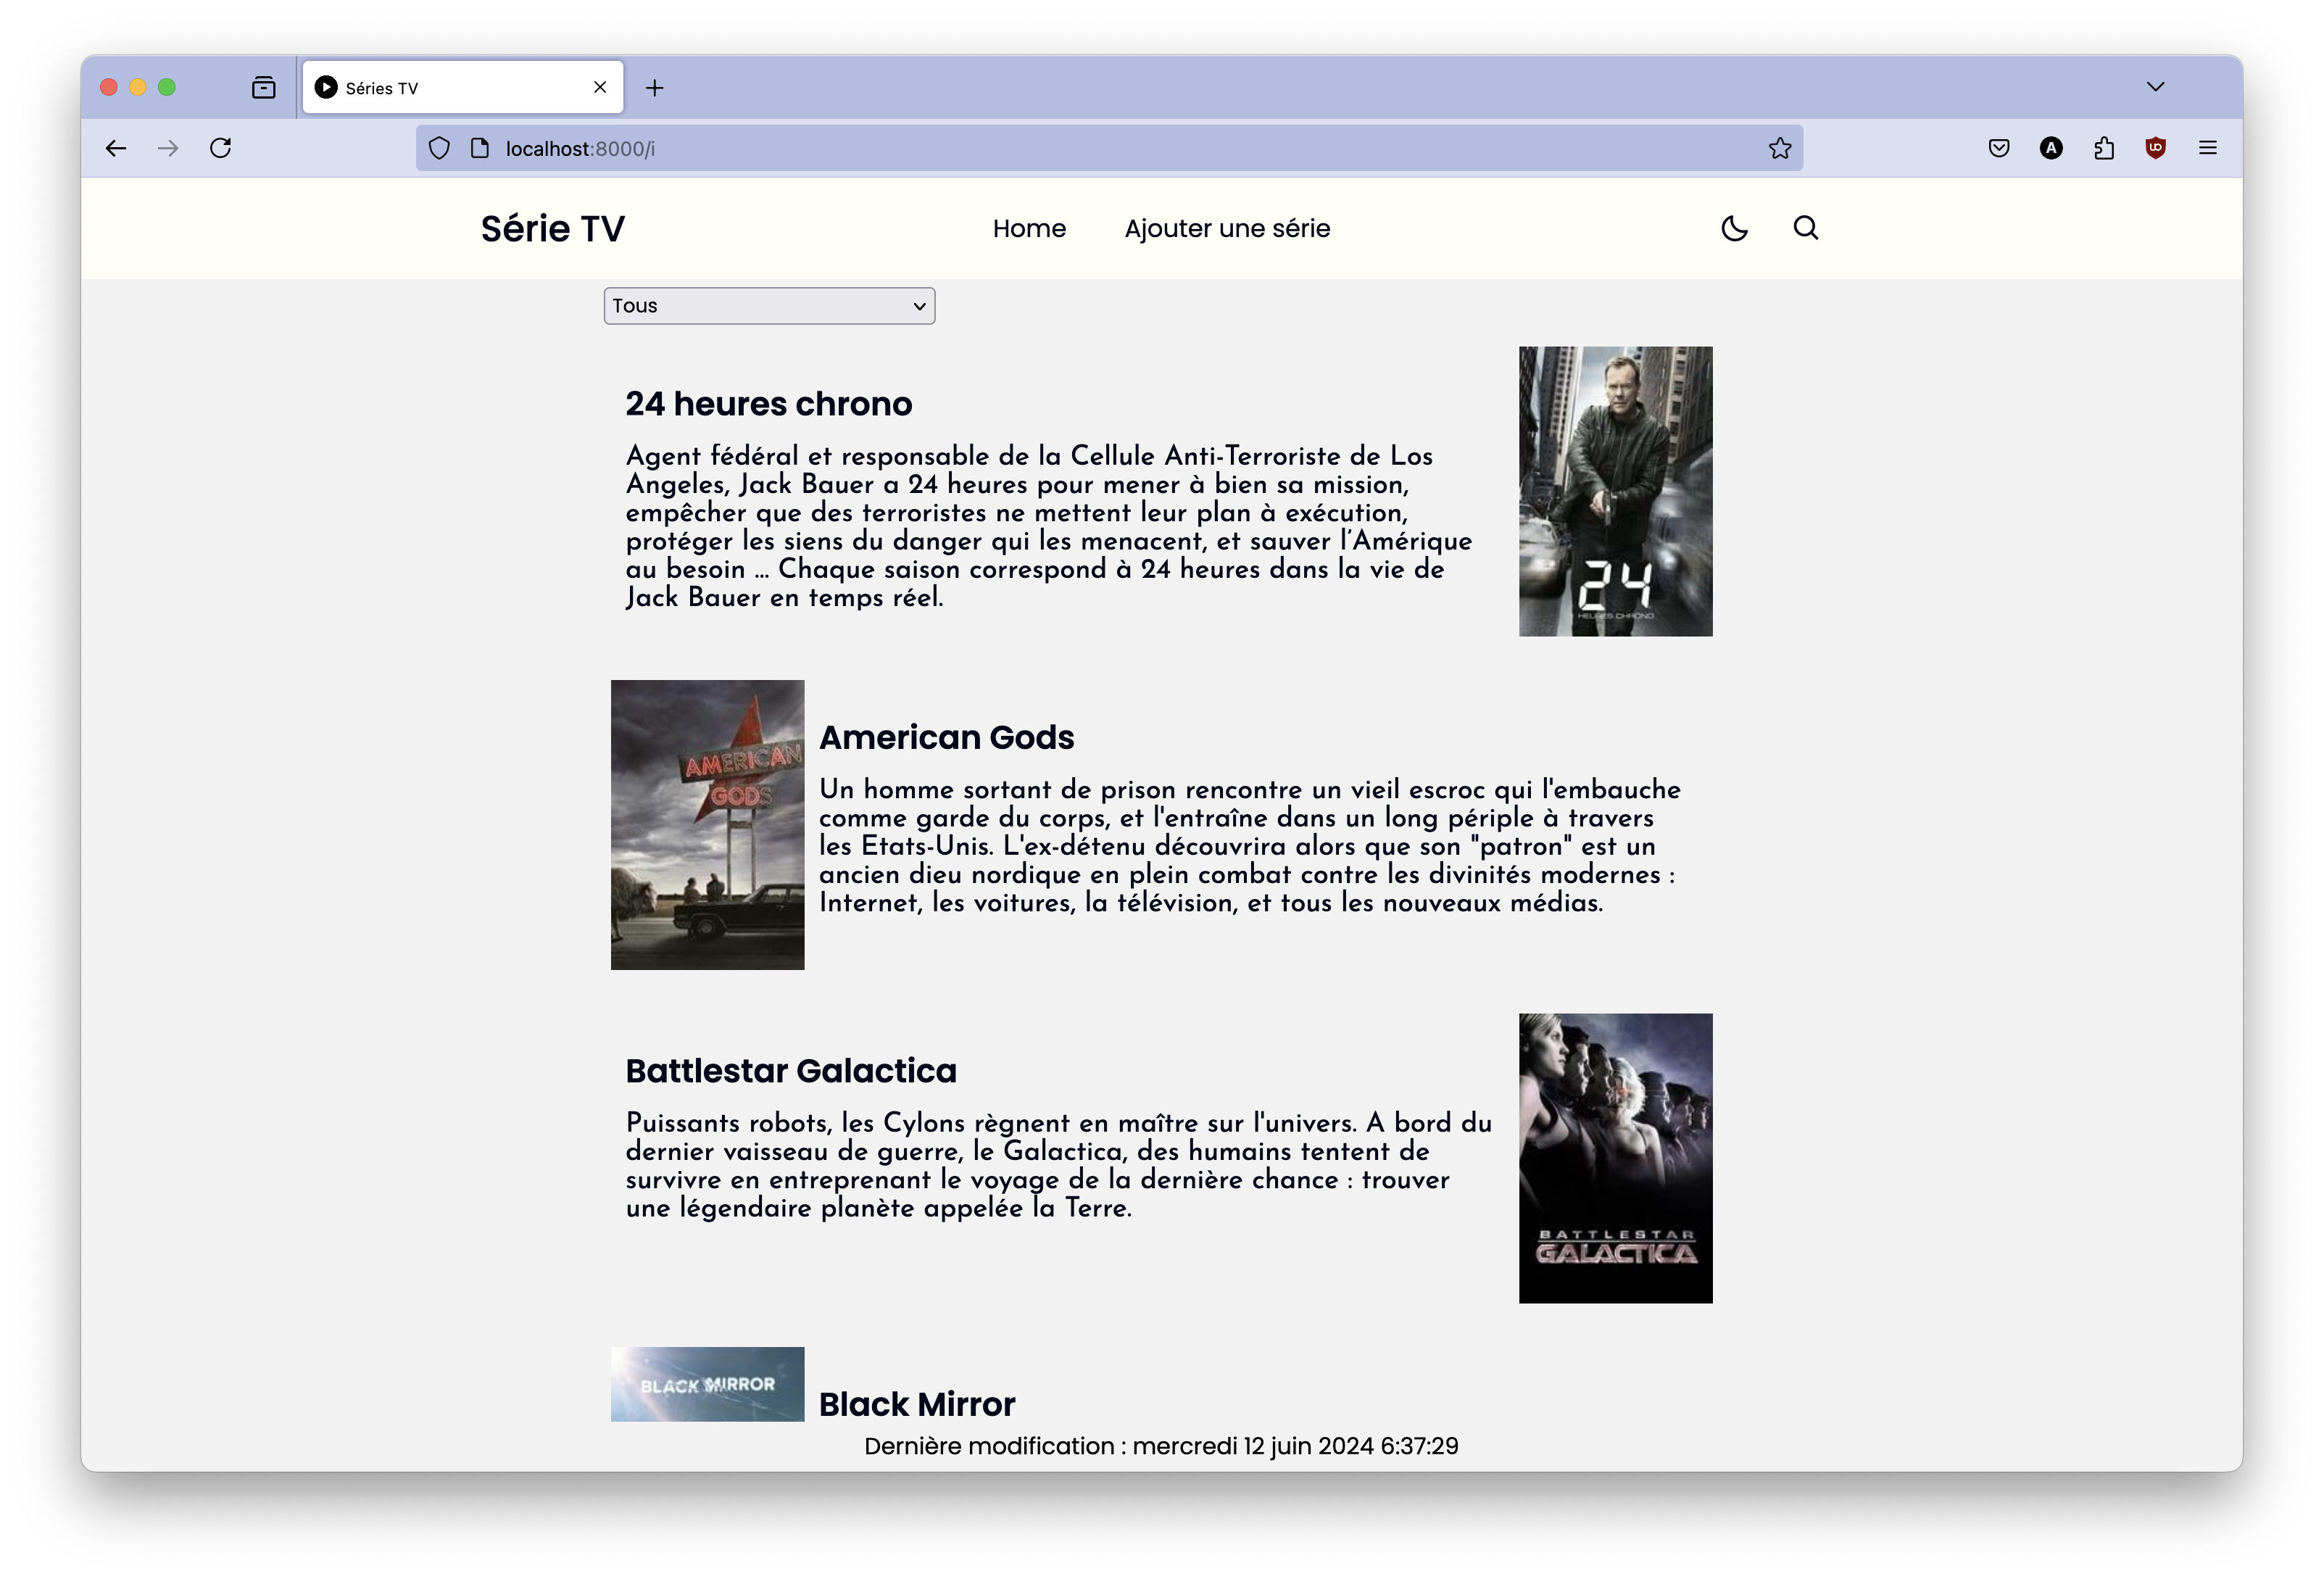 Séries TV
localhost:8000/i
A
Série TV
Home
Ajouter une série
Tous
24 heures chrono
Agent fédéral et responsable de la Cellule Anti-Terroriste de Los
Angeles, Jack Bauer a 24 heures pour mener à bien sa mission,
empêcher que des terroristes ne mettent leur plan à exécution,
protéger les siens du danger qui les menacent, et sauver l’Amérique
au besoin ... Chaque saison correspond à 24 heures dans la vie de
Jack Bauer en temps réel.
24
HEURES CHRONO
AMERICAN
GODS
American Gods
Un homme sortant de prison rencontre un vieil escroc qui l'embauche
comme garde du corps, et l'entraîne dans un long périple à travers
les Etats-Unis. L'ex-détenu découvrira alors que son "patron" est un
ancien dieu nordique en plein combat contre les divinités modernes :
Internet, les voitures, la télévision, et tous les nouveaux médias.
Battlestar Galactica
Puissants robots, les Cylons règnent en maître sur l'univers. A bord du
dernier vaisseau de guerre, le Galactica, des humains tentent de
survivre en entreprenant le voyage de la dernière chance : trouver
une légendaire planète appelée la Terre.
BATTLESTAR
GALACTICA
BLACK MIRROR
Black Mirror
Dernière modification : mercredi 12 juin 2024 6:37:29